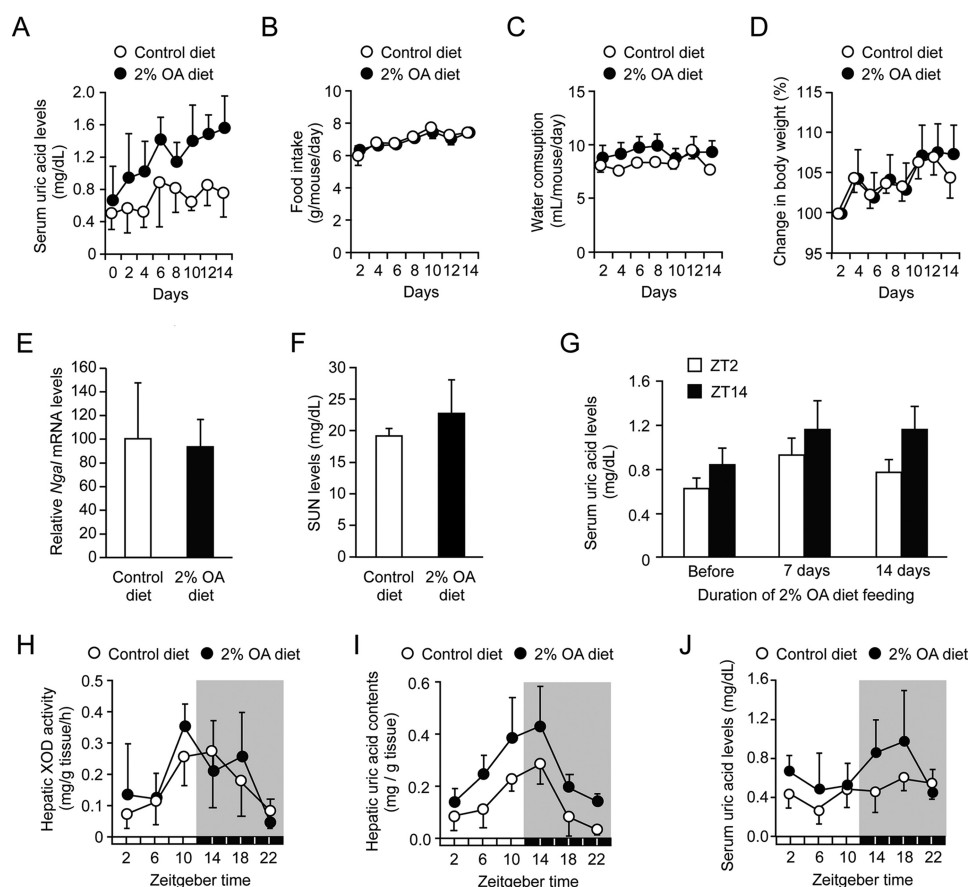 A
Control diet
2% OA diet
Serum uric acid levels
(mg/dL)
2.0
1.6
1.2
0.8
0.4
0
0 2 4 6 8 10 12 14
Days
B
Control diet
2% OA diet
Food intake
(g/mouse/day)
10
8
6
4
2
0
2 4 6 8 10 12 14
Days
C
Control diet
2% OA diet
Water comsuption
(mL/mouse/day)
15
10
5
0
2 4 6 8 10 12 14
Days
D
Control diet
2% OA diet
Change in body weight (%)
115
110
105
100
95
2 4 6 8 10 12 14
Days
E
Relative Ngal mRNA levels
160
140
120
100
80
60
40
20
0
Control
diet
2% OA
diet
F
SUN levels (mg/dL)
30
25
20
15
10
5
0
Control
diet
2% OA
diet
G
ZT2
ZT14
Serum uric acid levels
(mg/dL)
1.6
1.2
0.8
0.4
0
Before
7 days
14 days
Duration of 2% OA diet feeding
H
Control diet
2% OA diet
Hepatic XOD activity
(mg/g tissue/h)
0.5
0.4
0.3
0.2
0.1
0
2 6 10 14 18 22
Zeitgeber time
I
Control diet
2% OA diet
Hepatic uric acid contents
(mg / g tissue)
0.6
0.4
0.2
0.0
2 6 10 14 18 22
Zeitgeber time
J
Control diet
2% OA diet
Serum uric acid levels (mg/dL)
1.6
1.2
0.8
0.4
0.0
2 6 10 14 18 22
Zeitgeber time